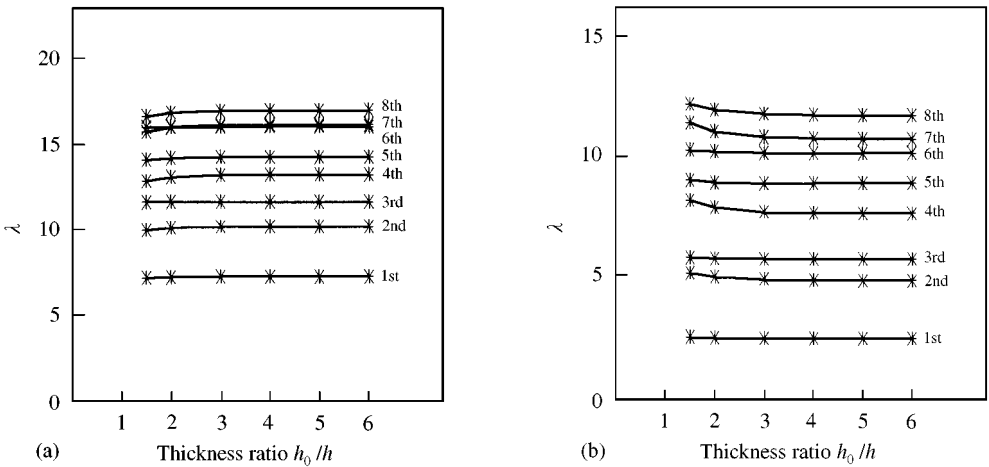 20
15
10
5
0
λ
8th
7th
6th
5th
4th
3rd
2nd
1st
1 2 3 4 5 6
(a) Thickness ratio h₀/h
15
10
5
0
λ
8th
7th
6th
5th
4th
3rd
2nd
1st
1 2 3 4 5 6
(b) Thickness ratio h₀/h